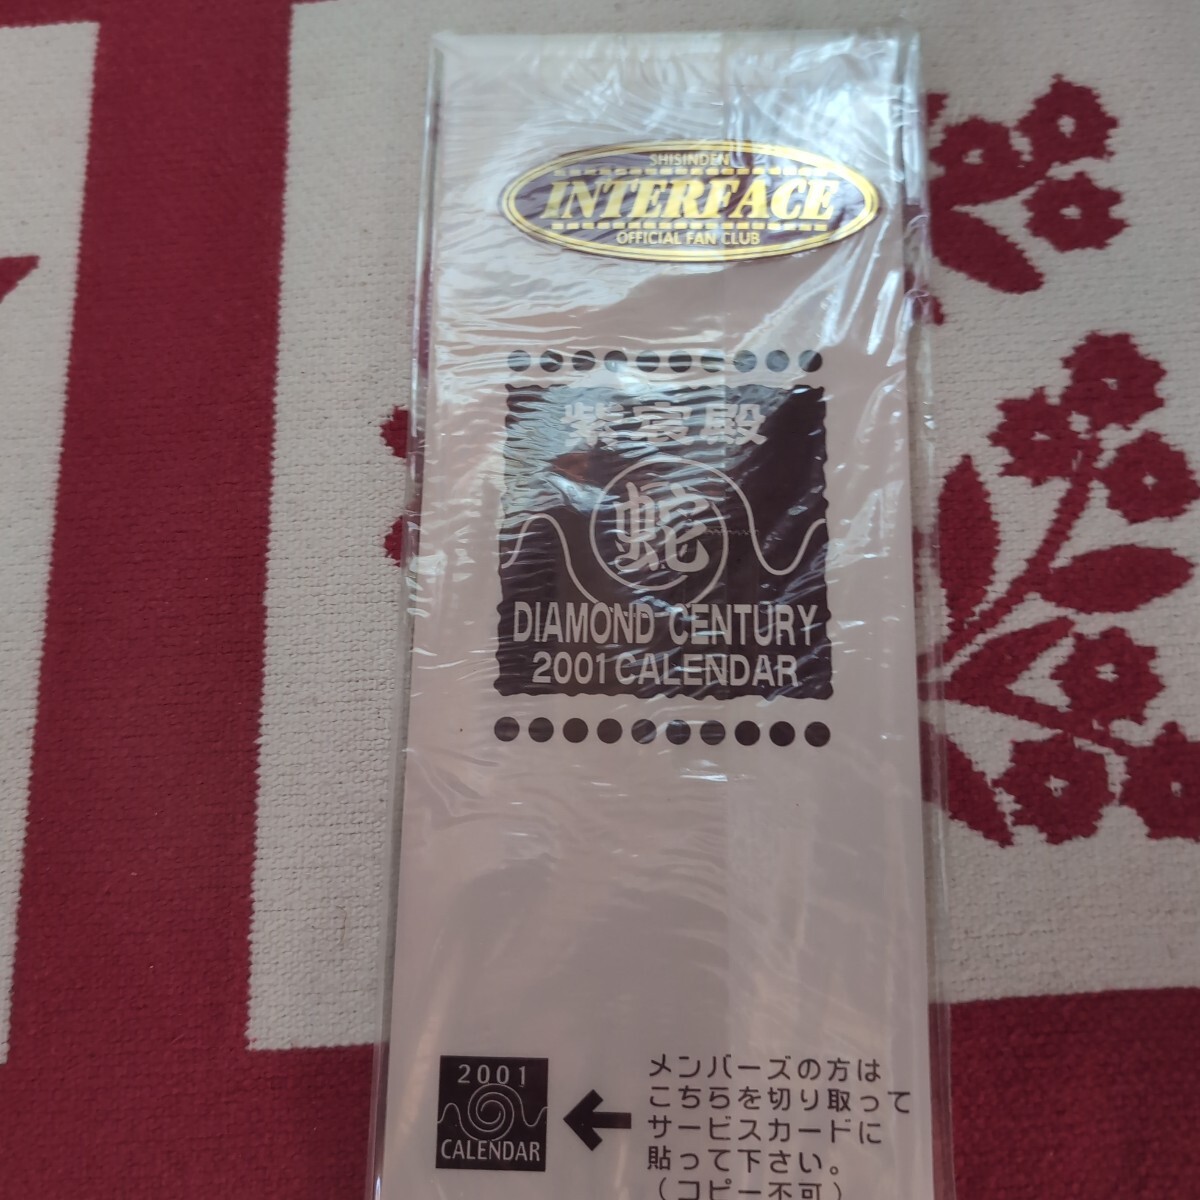 SHISINDEN
INTERFACE
OFFICIAL FAN CLUB
紫宸殿
蛇
DIAMOND CENTURY
2001 CALENDAR
2001
CALENDAR
メンバーズの方は
こちらを切り取って
サービスカードに
貼って下さい。
(コピー不可)